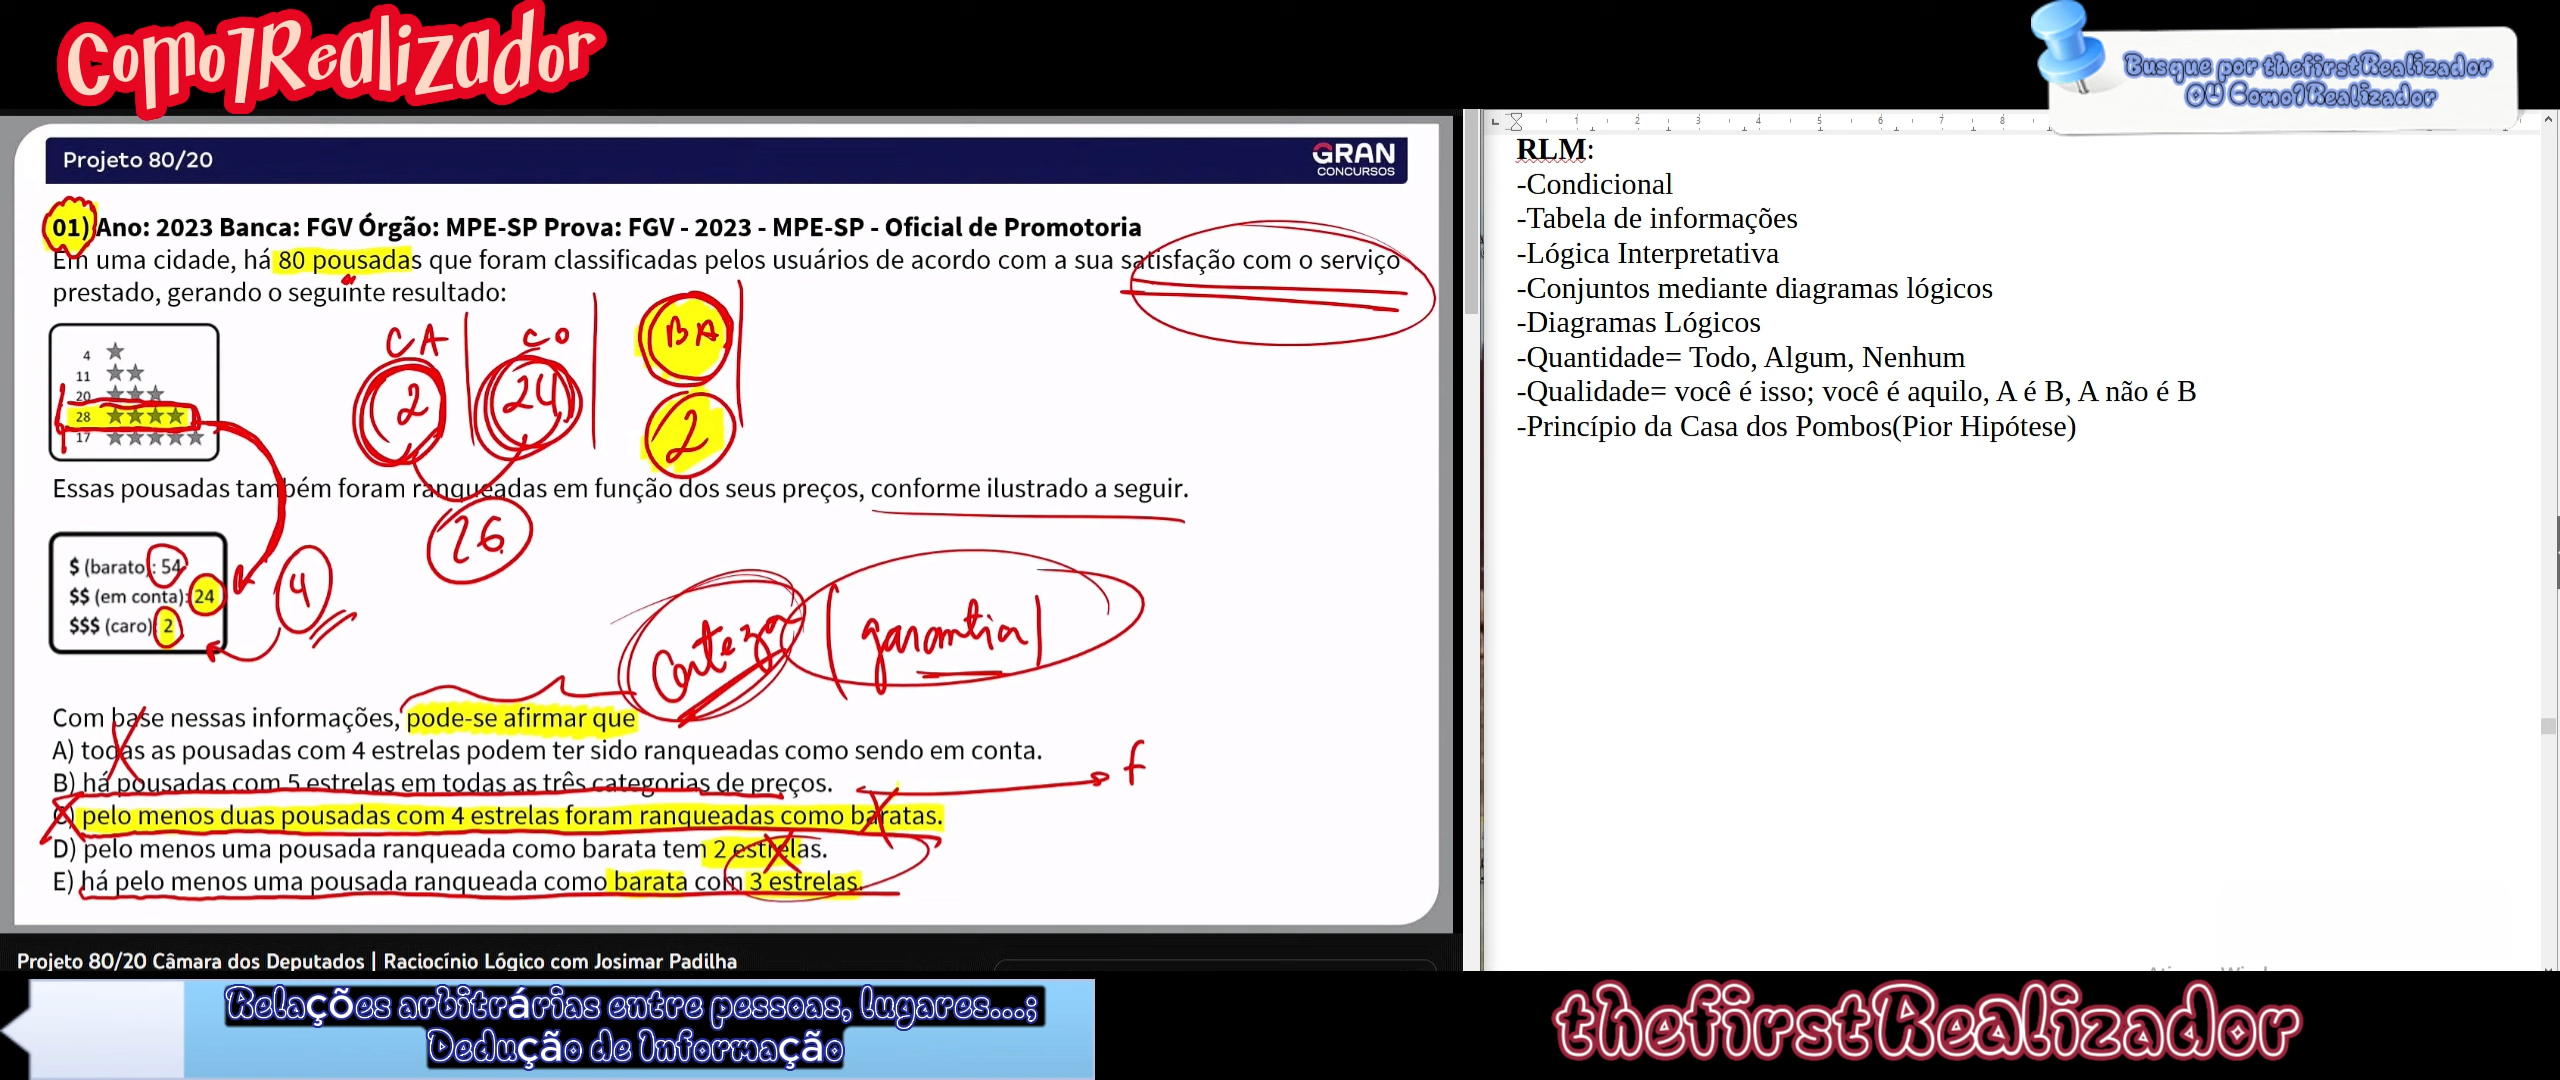 Como1Realizador
Busque por thefirstRealizador
OU Como1Realizador
Projeto 80/20
GRAN
CONCURSOS
01) Ano: 2023 Banca: FGV Órgão: MPE-SP Prova: FGV - 2023 - MPE-SP - Oficial de Promotoria
Em uma cidade, há 80 pousadas que foram classificadas pelos usuários de acordo com a sua satisfação com o serviço
prestado, gerando o seguinte resultado:
4 ★
11 ★★
20 ★★★
28 ★★★★
17 ★★★★★
CA CO BA
2 24 2
26
Essas pousadas também foram ranqueadas em função dos seus preços, conforme ilustrado a seguir.
$ (barato): 54
$$ (em conta): 24
$$$ (caro): 2
4
Certeza (garantia)
Com base nessas informações, pode-se afirmar que
A) todas as pousadas com 4 estrelas podem ter sido ranqueadas como sendo em conta.
B) há pousadas com 5 estrelas em todas as três categorias de preços.
f
C) pelo menos duas pousadas com 4 estrelas foram ranqueadas como baratas.
D) pelo menos uma pousada ranqueada como barata tem 2 estrelas.
E) há pelo menos uma pousada ranqueada como barata com 3 estrelas.
Projeto 80/20 Câmara dos Deputados | Raciocínio Lógico com Josimar Padilha
1 2 3 4 5 6 7 8
RLM:
-Condicional
-Tabela de informações
-Lógica Interpretativa
-Conjuntos mediante diagramas lógicos
-Diagramas Lógicos
-Quantidade= Todo, Algum, Nenhum
-Qualidade= você é isso; você é aquilo, A é B, A não é B
-Princípio da Casa dos Pombos(Pior Hipótese)
Relações arbitrárias entre pessoas, lugares...;
Dedução de Informação
thefirstRealizador